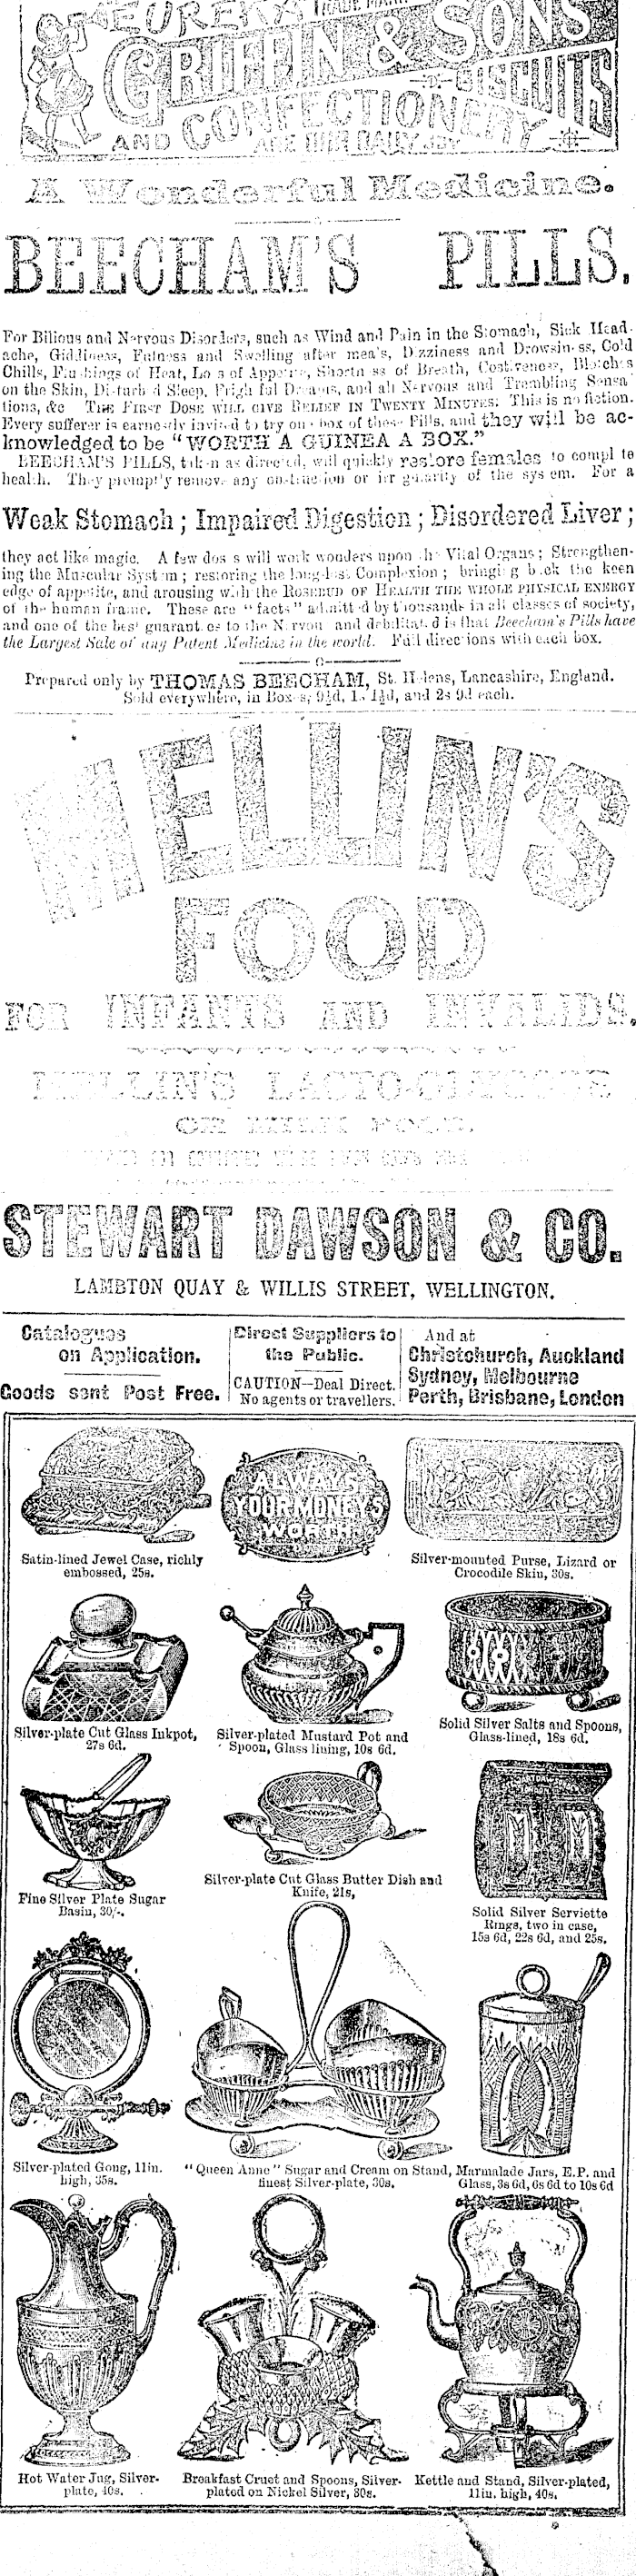 EUREKA TRADE MARK
GRIFFIN & SONS
BISCUITS
AND CONFECTIONERY
ARE OUR DAILY JOY
A Wonderful Medicine.
BEECHAM'S PILLS,
For Bilious and Nervous Disorders, such as Wind and Pain in the Stomach, Sick Head-
ache, Giddiness, Fulness and Swelling after meals, Dizziness and Drowsiness, Cold
Chills, Flushings of Heat, Loss of Appetite, Shortness of Breath, Costiveness, Blotches
on the Skin, Disturbed Sleep, Frightful Dreams, and all Nervous and Trembling Sensa
tions, &c THE FIRST DOSE WILL GIVE RELIEF IN TWENTY MINUTES. This is no fiction.
Every sufferer is earnestly invited to try one box of these Pills, and they will be ac-
knowledged to be "WORTH A GUINEA A BOX."
BEECHAM'S PILLS, taken as directed, will quickly restore females to complete
health. They promptly remove any obstruction or irregularity of the system. For a
Weak Stomach; Impaired Digestion; Disordered Liver;
they act like magic. A few doses will work wonders upon the Vital Organs; Strengthen-
ing the Muscular System; restoring the long-lost Complexion; bringing back the keen
edge of appetite, and arousing with the ROSEBUD OF HEALTH THE WHOLE PHYSICAL ENERGY
of the human frame. These are "facts" admitted by thousands in all classes of society,
and one of the best guarantees to the Nervous and debilitated is that Beecham's Pills have
the Largest Sale of any Patent Medicine in the world. Full directions with each box.
Prepared only by THOMAS BEECHAM, St. Helens, Lancashire, England.
Sold everywhere, in Boxes, 9½d, 1s 1½d, and 2s 9d each.
MELLIN'S
FOOD
FOR INFANTS AND INVALIDS.
MELLIN'S LACTO-GLYCOSE
OR MILK FOOD.
STEWART DAWSON & CO.
LAMBTON QUAY & WILLIS STREET, WELLINGTON.
Catalogues
on Application.
Goods sent Post Free.
Direct Suppliers to
the Public.
CAUTION—Deal Direct.
No agents or travellers.
And at
Christchurch, Auckland
Sydney, Melbourne
Perth, Brisbane, London
ALWAYS
YOUR MONEY'S
WORTH
Satin-lined Jewel Case, richly
embossed, 25s.
Silver-mounted Purse, Lizard or
Crocodile Skin, 30s.
Silver-plate Cut Glass Inkpot,
27s 6d.
Silver-plated Mustard Pot and
Spoon, Glass lining, 10s 6d.
Solid Silver Salts and Spoons,
Glass-lined, 18s 6d.
Fine Silver Plate Sugar
Basin, 30/-.
Silver-plate Cut Glass Butter Dish and
Knife, 21s,
Solid Silver Serviette
Rings, two in case,
15s 6d, 22s 6d, and 25s.
Silver-plated Gong, 11in.
high, 35s.
"Queen Anne" Sugar and Cream on Stand,
finest Silver-plate, 30s.
Marmalade Jars, E.P. and
Glass, 3s 6d, 6s 6d to 10s 6d
Hot Water Jug, Silver-
plate, 40s.
Breakfast Cruet and Spoons, Silver-
plated on Nickel Silver, 30s.
Kettle and Stand, Silver-plated,
11in. high, 40s.